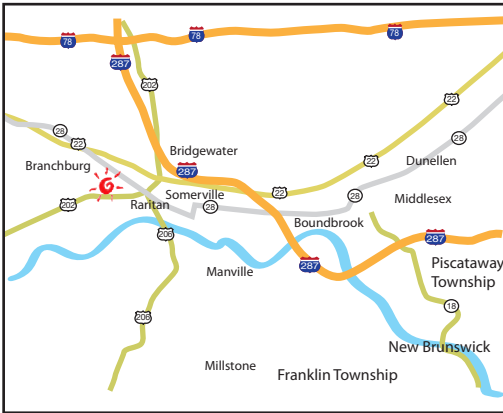 78
78
78
287
202
22
28
28
22
Bridgewater
22
Dunellen
Branchburg
G
287
Somerville
22
28
Middlesex
202
Raritan
28
Boundbrook
206
287
Manville
287
Piscataway
Township
18
206
New Brunswick
Millstone
Franklin Township